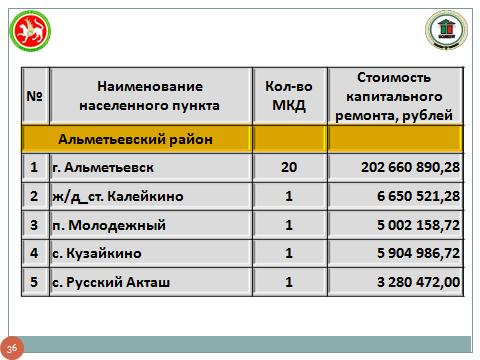 № Наименование населенного пункта Кол-во МКД Стоимость капитального ремонта, рублей
Альметьевский район
1 г. Альметьевск 20 202 660 890,28
2 ж/д_ст. Калейкино 1 6 650 521,28
3 п. Молодежный 1 5 002 158,72
4 с. Кузайкино 1 5 904 986,72
5 с. Русский Акташ 1 3 280 472,00
36